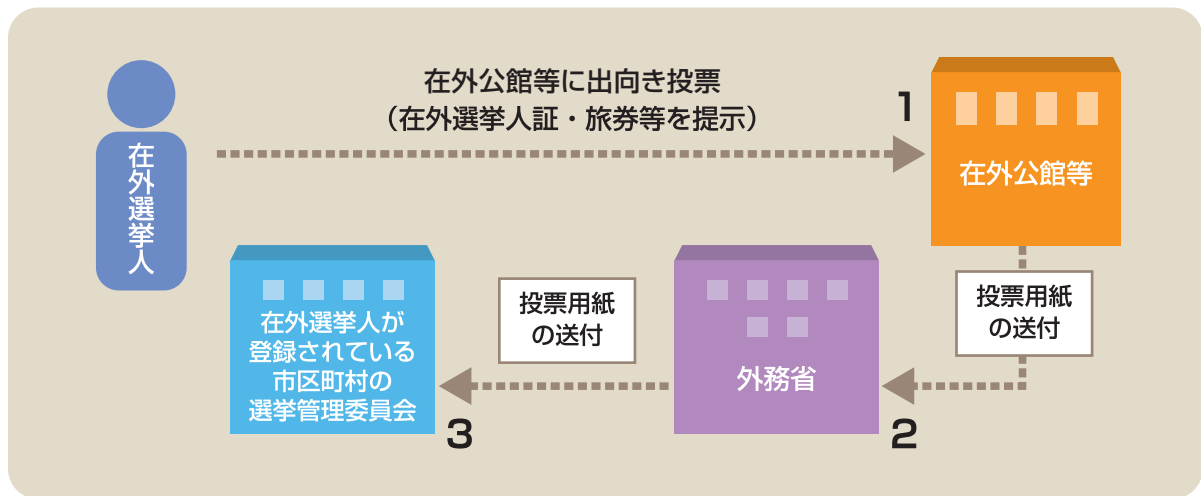 在外公館等に出向き投票
（在外選挙人証・旅券等を提示）
1
在外選挙人
在外公館等
投票用紙
の送付
2
外務省
投票用紙
の送付
3
在外選挙人が
登録されている
市区町村の
選挙管理委員会